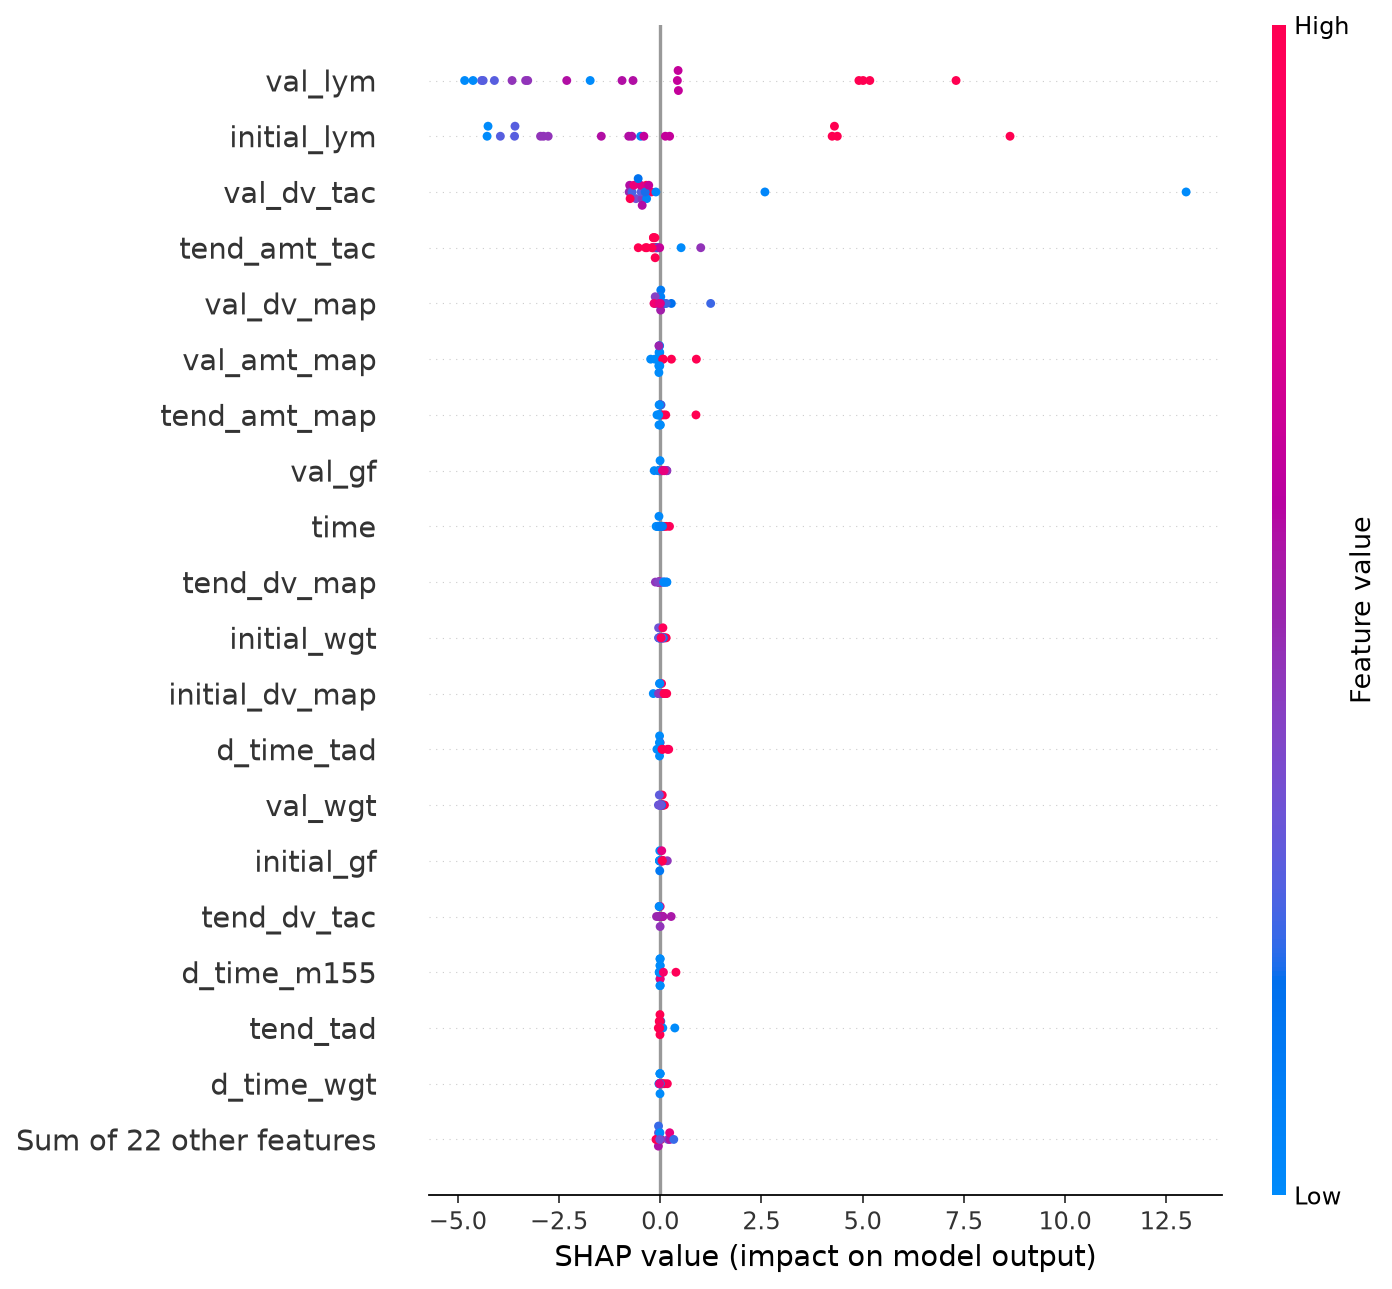 High
val_lym
initial_lym
val_dv_tac
tend_amt_tac
val_dv_map
val_amt_map
tend_amt_map
val_gf
time
tend_dv_map
initial_wgt
initial_dv_map
d_time_tad
val_wgt
initial_gf
tend_dv_tac
d_time_m155
tend_tad
d_time_wgt
Sum of 22 other features
Feature value
Low
−5.0 −2.5 0.0 2.5 5.0 7.5 10.0 12.5
SHAP value (impact on model output)